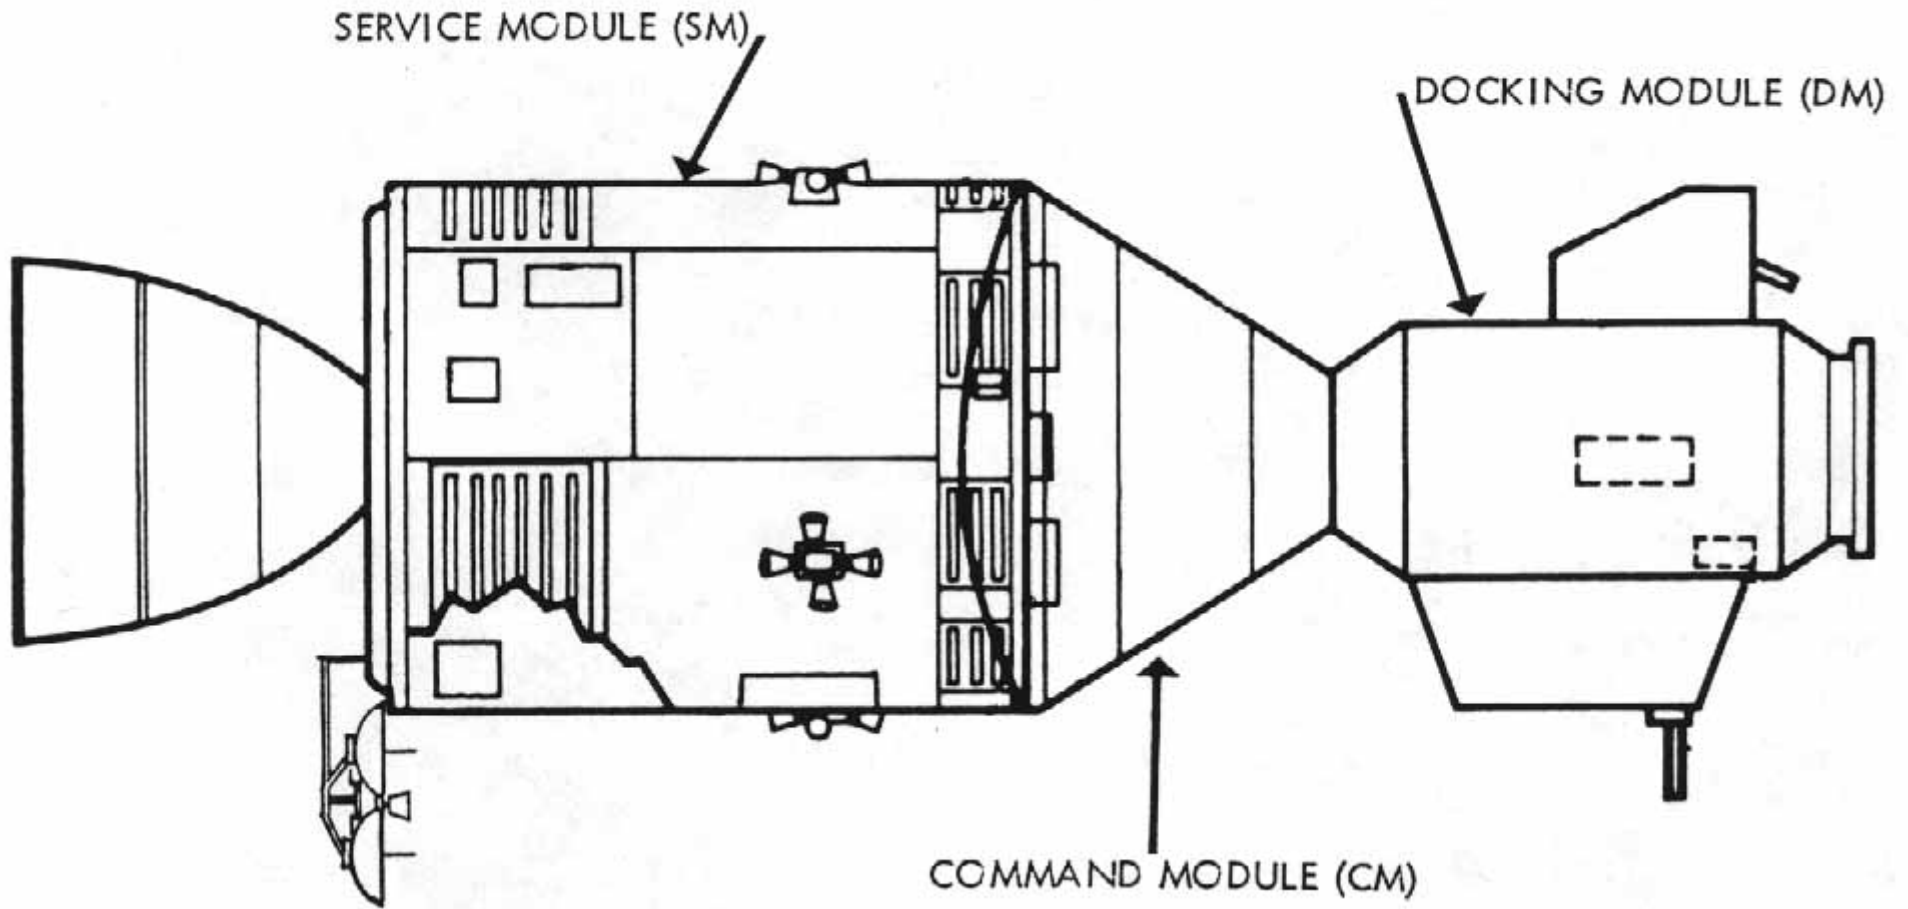 SERVICE MODULE (SM)
DOCKING MODULE (DM)
COMMAND MODULE (CM)